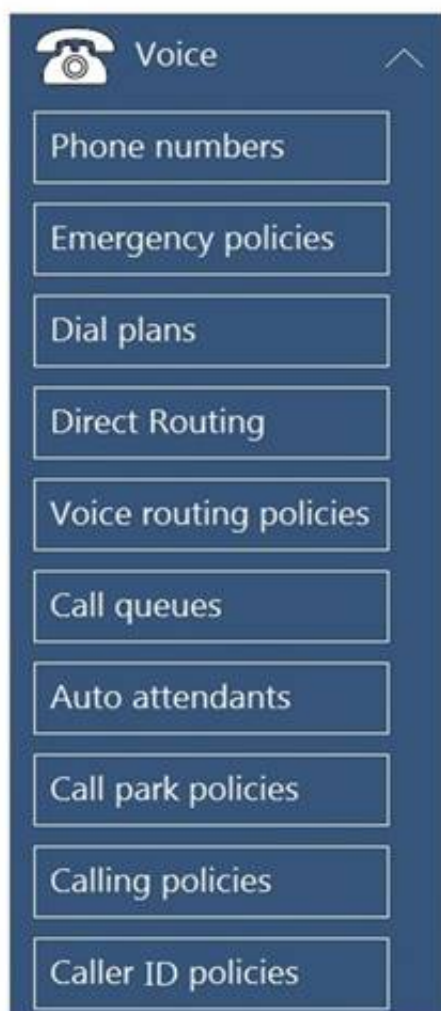 Voice
Phone numbers
Emergency policies
Dial plans
Direct Routing
Voice routing policies
Call queues
Auto attendants
Call park policies
Calling policies
Caller ID policies